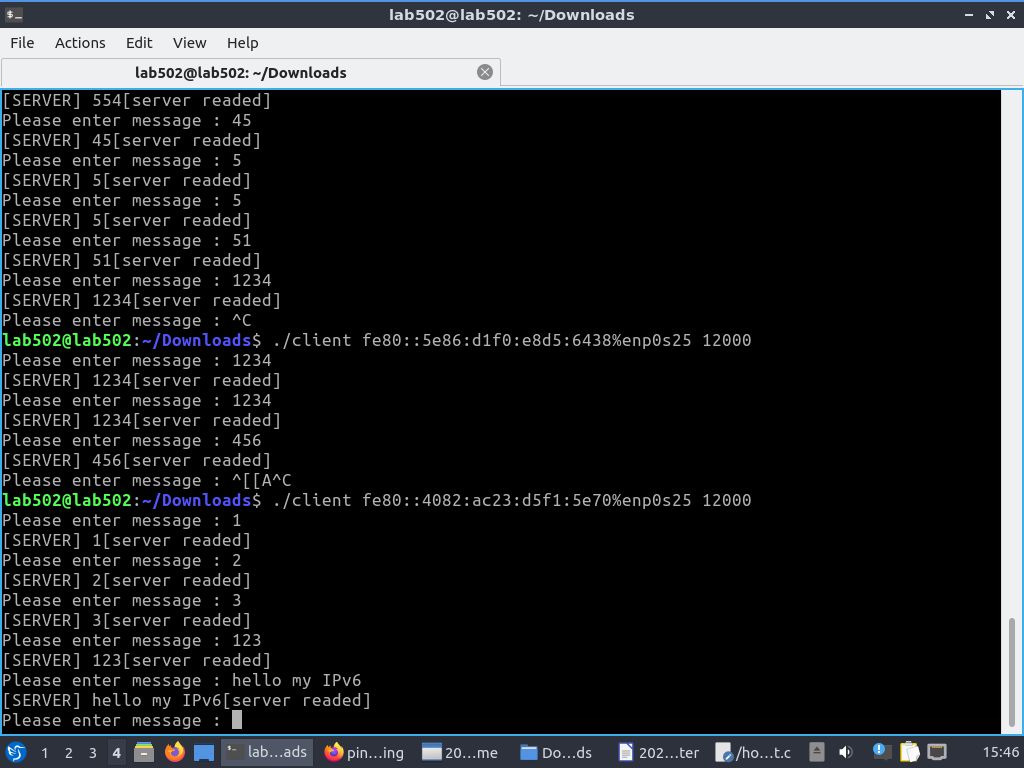 lab502@lab502: ~/Downloads
File Actions Edit View Help
lab502@lab502: ~/Downloads
[SERVER] 554[server readed]
Please enter message : 45
[SERVER] 45[server readed]
Please enter message : 5
[SERVER] 5[server readed]
Please enter message : 5
[SERVER] 5[server readed]
Please enter message : 51
[SERVER] 51[server readed]
Please enter message : 1234
[SERVER] 1234[server readed]
Please enter message : ^C
lab502@lab502:~/Downloads$ ./client fe80::5e86:d1f0:e8d5:6438%enp0s25 12000
Please enter message : 1234
[SERVER] 1234[server readed]
Please enter message : 1234
[SERVER] 1234[server readed]
Please enter message : 456
[SERVER] 456[server readed]
Please enter message : ^[[A^C
lab502@lab502:~/Downloads$ ./client fe80::4082:ac23:d5f1:5e70%enp0s25 12000
Please enter message : 1
[SERVER] 1[server readed]
Please enter message : 2
[SERVER] 2[server readed]
Please enter message : 3
[SERVER] 3[server readed]
Please enter message : 123
[SERVER] 123[server readed]
Please enter message : hello my IPv6
[SERVER] hello my IPv6[server readed]
Please enter message :
1 2 3 4 lab...ads pin...ing 20...me Do...ds 202...ter /ho...t.c 15:46